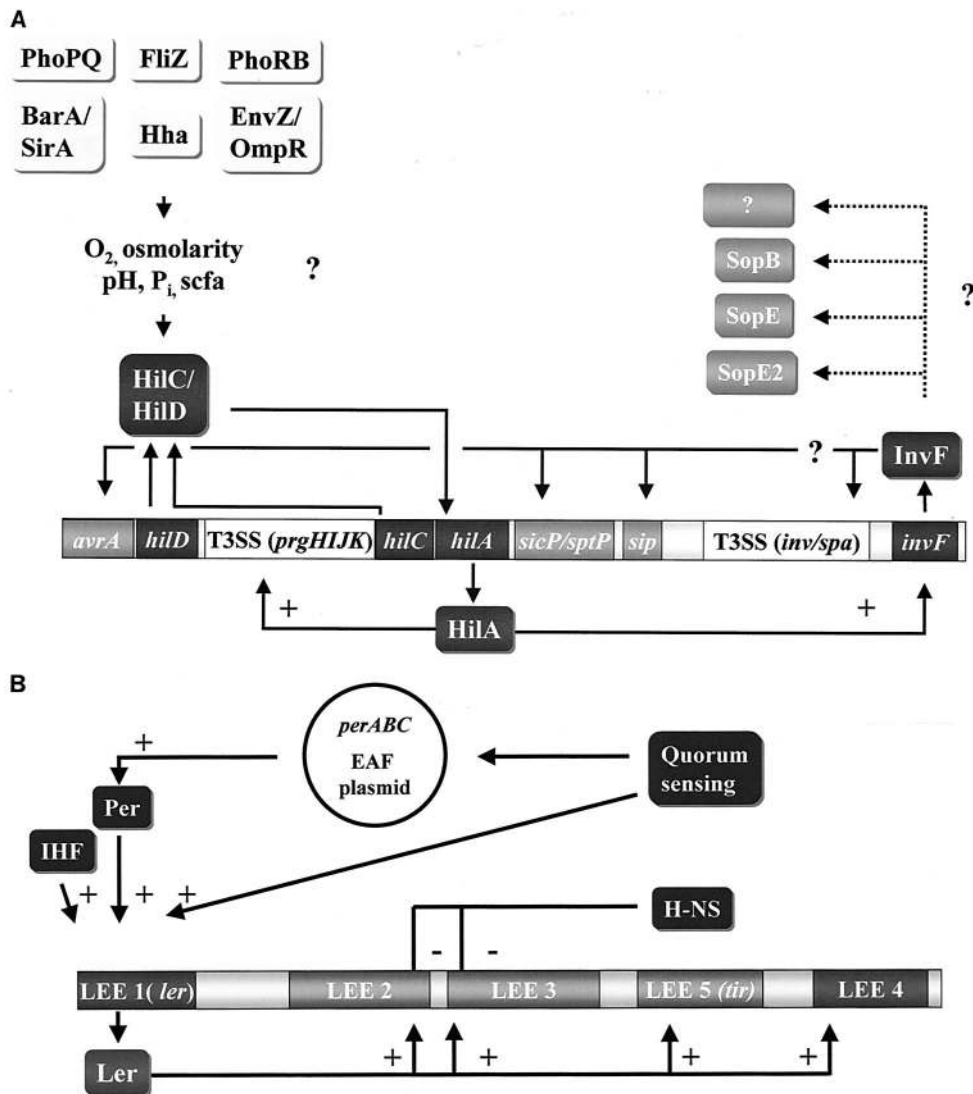 A
PhoPQ
FliZ
PhoRB
BarA/
SirA
Hha
EnvZ/
OmpR
O2, osmolarity
pH, Pi, scfa
?
?
SopB
SopE
SopE2
?
HilC/
HilD
?
InvF
avrA
hilD
T3SS (prgHIJK)
hilC
hilA
sicP/sptP
sip
T3SS (inv/spa)
invF
+
HilA
+
B
perABC
EAF
plasmid
Quorum
sensing
+
Per
IHF
+
+
+
H-NS
-
-
LEE 1( ler)
LEE 2
LEE 3
LEE 5 (tir)
LEE 4
Ler
+
+
+
+